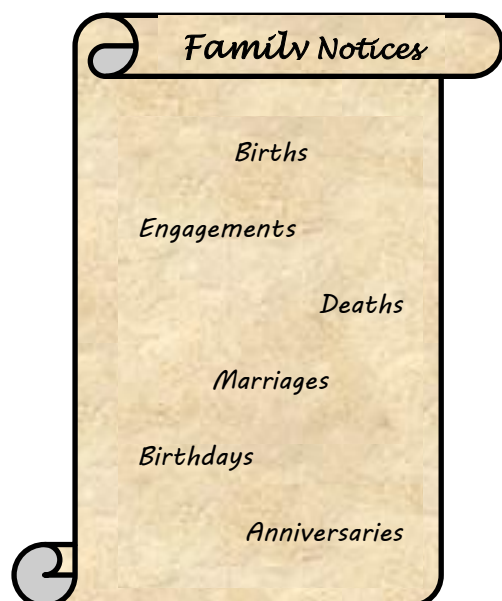 Family Notices
Births
Engagements
Deaths
Marriages
Birthdays
Anniversaries